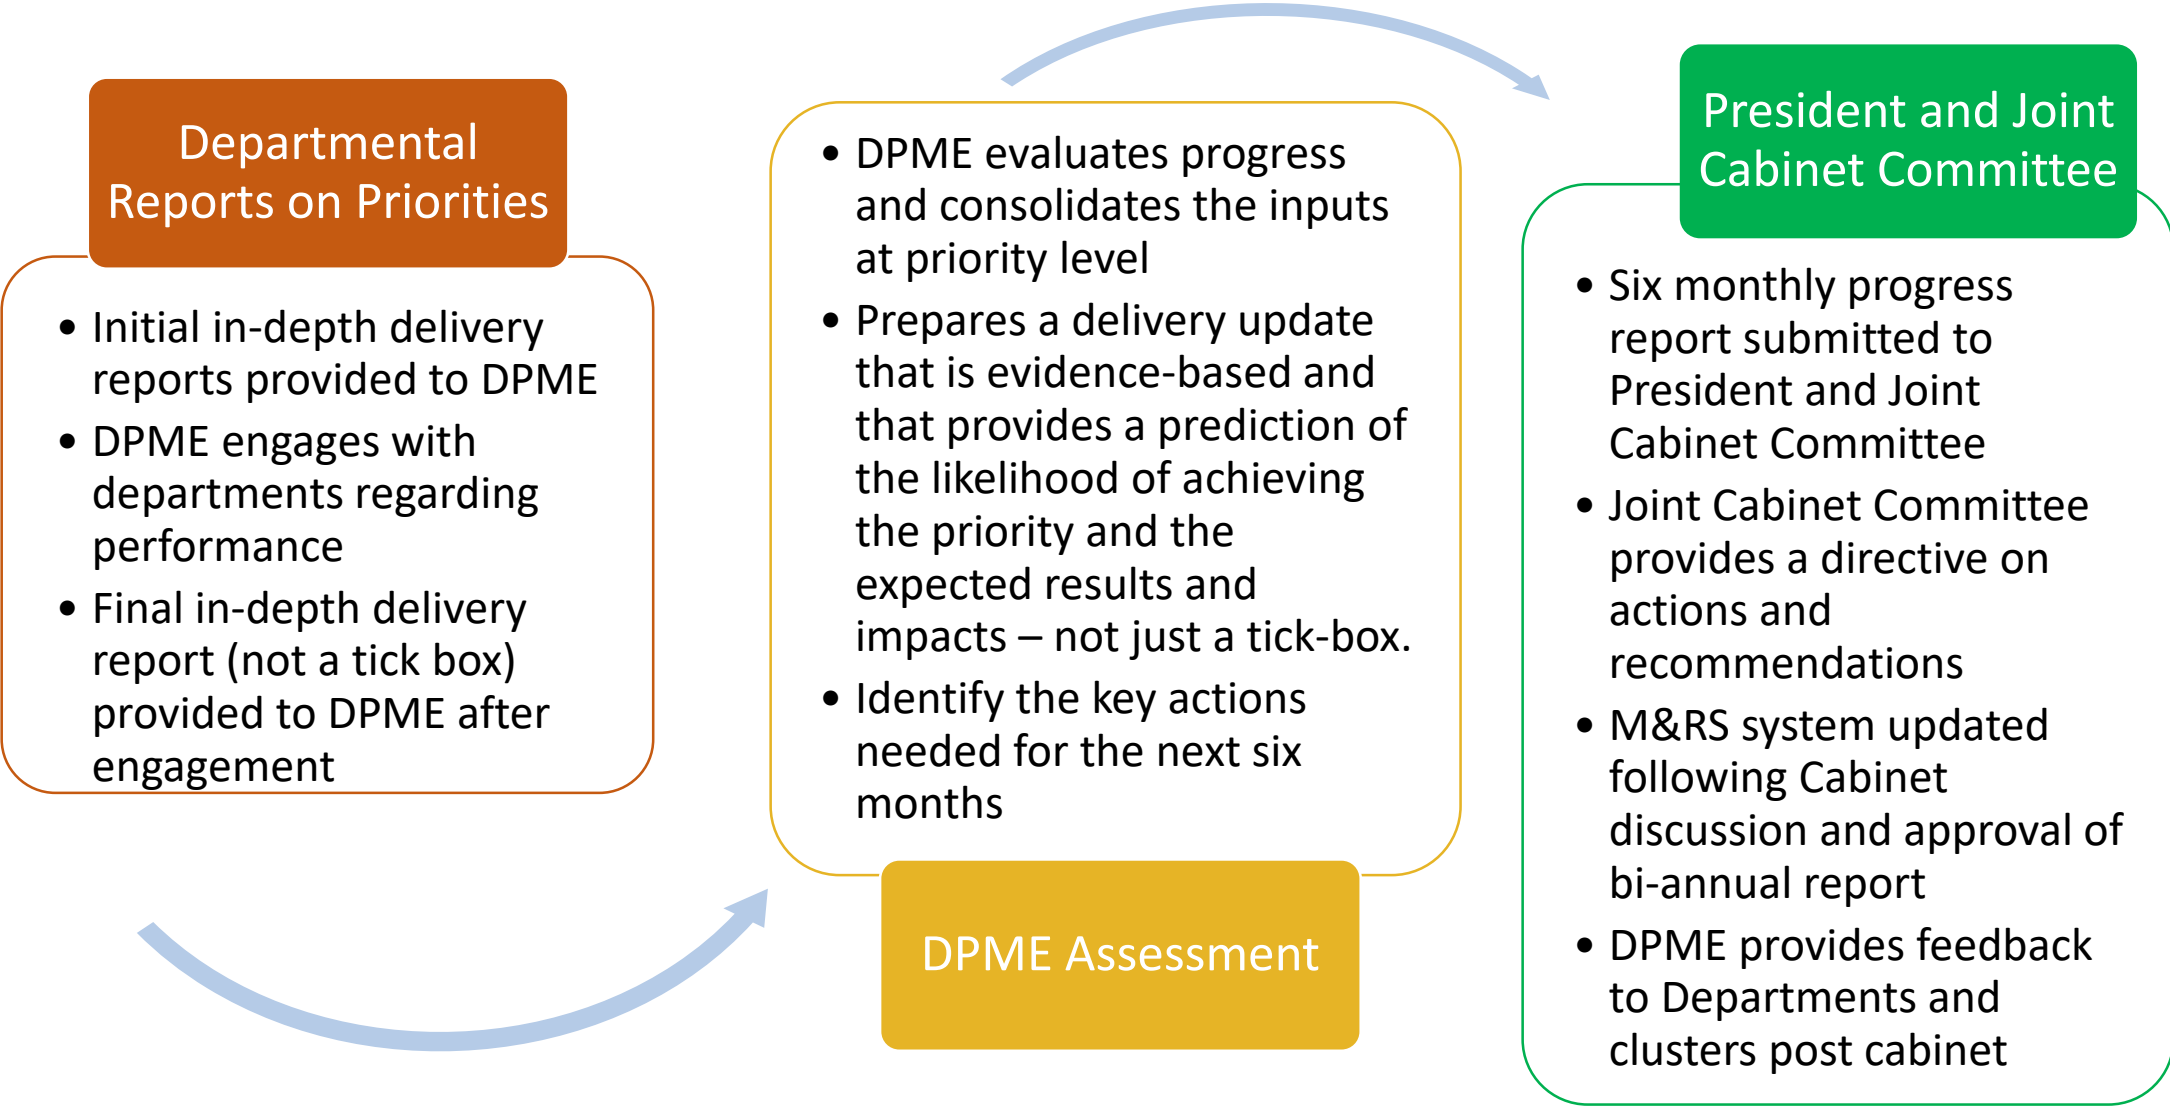 Departmental
Reports on Priorities
• Initial in-depth delivery
reports provided to DPME
• DPME engages with
departments regarding
performance
• Final in-depth delivery
report (not a tick box)
provided to DPME after
engagement
• DPME evaluates progress
and consolidates the inputs
at priority level
• Prepares a delivery update
that is evidence-based and
that provides a prediction of
the likelihood of achieving
the priority and the
expected results and
impacts – not just a tick-box.
• Identify the key actions
needed for the next six
months
DPME Assessment
President and Joint
Cabinet Committee
• Six monthly progress
report submitted to
President and Joint
Cabinet Committee
• Joint Cabinet Committee
provides a directive on
actions and
recommendations
• M&RS system updated
following Cabinet
discussion and approval of
bi-annual report
• DPME provides feedback
to Departments and
clusters post cabinet